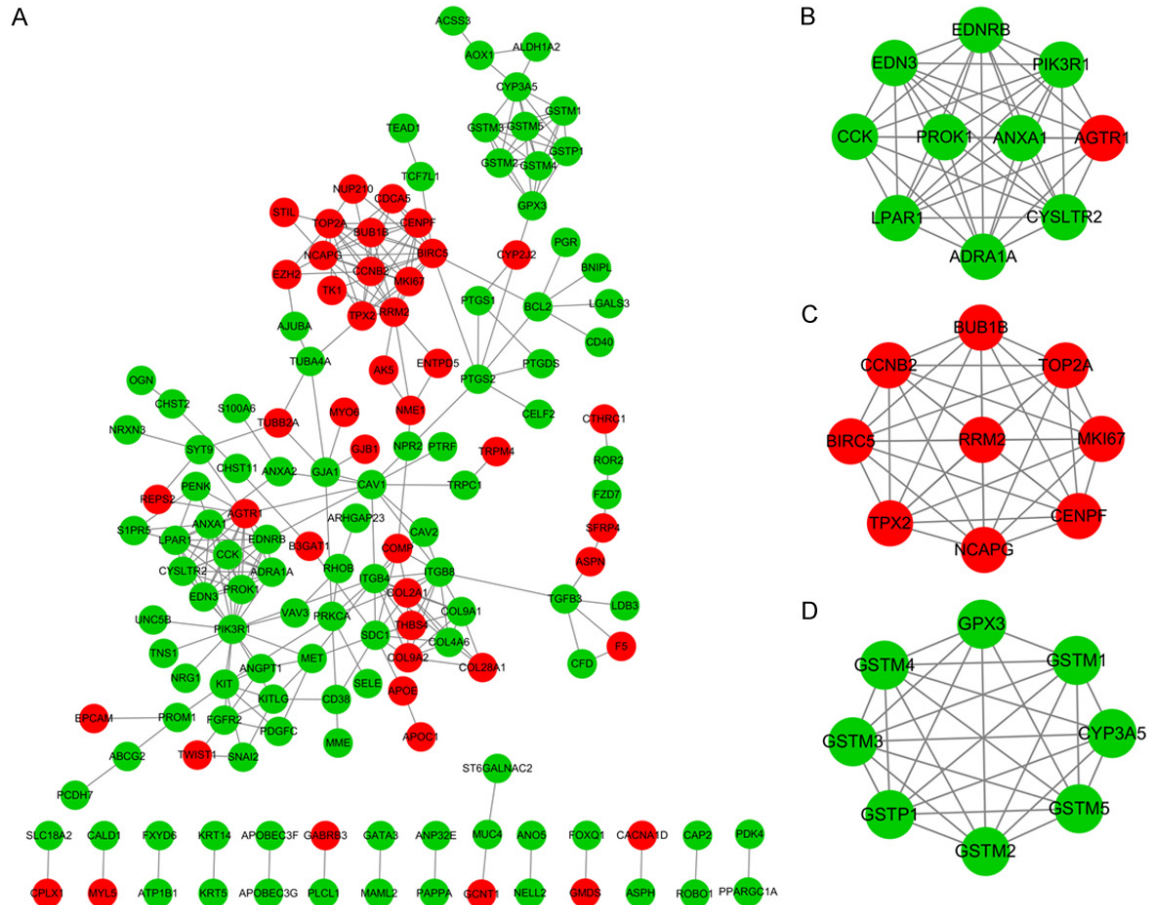 A
ACSS3
AOX1
ALDH1A2
CYP3A5
GSTM1
GSTM3
GSTM5
GSTP1
GSTM2
GSTM4
GPX3
TEAD1
TCF7L1
NUP210
CDCA5
STIL
TOP2A
CENPF
BUB1B
BIRC5
NCAPG
CCNB2
EZH2
MKI67
TK1
TPX2
RRM2
CYP2J2
PGR
BNIPL
PTGS1
BCL2
LGALS3
CD40
AJUBA
TUBA4A
AK5
ENTPD5
PTGS2
PTGDS
CELF2
NME1
OGN
CHST2
S100A6
NRXN3
TUBB2A
MYO6
CTHRC1
SYT9
GJB1
NPR2
PTRF
TRPM4
ROR2
CHST11
ANXA2
GJA1
CAV1
TRPC1
FZD7
PENK
REPS2
ANXA1
AGTR1
ARHGAP23
SFRP4
S1PR5
LPAR1
EDNRB
B3GAT1
CAV2
COMP
CCK
CYSLTR2
ADRA1A
RHOB
ITGB4
ITGB8
ASPN
EDN3
PROK1
COL2A1
TGFB3
LDB3
UNC5B
PIK3R1
VAV3
PRKCA
THBS4
COL9A1
SDC1
COL4A6
TNS1
ANGPT1
MET
COL9A2
COL28A1
F5
CFD
NRG1
KIT
KITLG
CD38
SELE
APOE
EPCAM
PROM1
FGFR2
PDGFC
MME
APOC1
ABCG2
TWIST1
SNAI2
PCDH7
ST6GALNAC2
SLC18A2
CALD1
FXYD6
KRT14
APOBEC3F
GABRB3
GATA3
ANP32E
MUC4
ANO5
FOXQ1
CACNA1D
CAP2
PDK4
CPLX1
MYL5
ATP1B1
KRT5
APOBEC3G
PLCL1
MAML2
PAPPA
GCNT1
NELL2
GMDS
ASPH
ROBO1
PPARGC1A
B
EDNRB
EDN3
PIK3R1
CCK
PROK1
ANXA1
AGTR1
LPAR1
CYSLTR2
ADRA1A
C
BUB1B
CCNB2
TOP2A
BIRC5
RRM2
MKI67
TPX2
CENPF
NCAPG
D
GPX3
GSTM4
GSTM1
GSTM3
CYP3A5
GSTP1
GSTM5
GSTM2